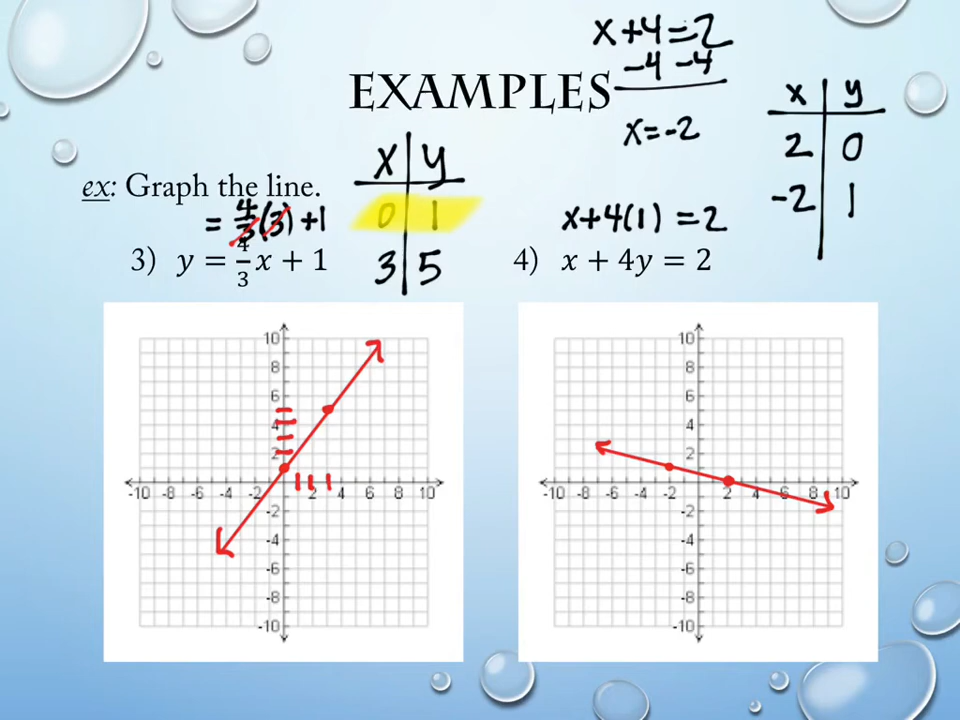 x+4=2
-4 -4
x=-2
EXAMPLES
x y
2 0
-2 1
ex: Graph the line.
x y
0 1
3 5
= 4/3(3)+1
x+4(1)=2
3) y = 4/3 x + 1
4) x + 4y = 2
10
8
6
4
2
-10 -8 -6 -4 -2 2 4 6 8 10
-2
-4
-6
-8
-10
10
8
6
4
2
-10 -8 -6 -4 -2 2 4 6 8 10
-2
-4
-6
-8
-10